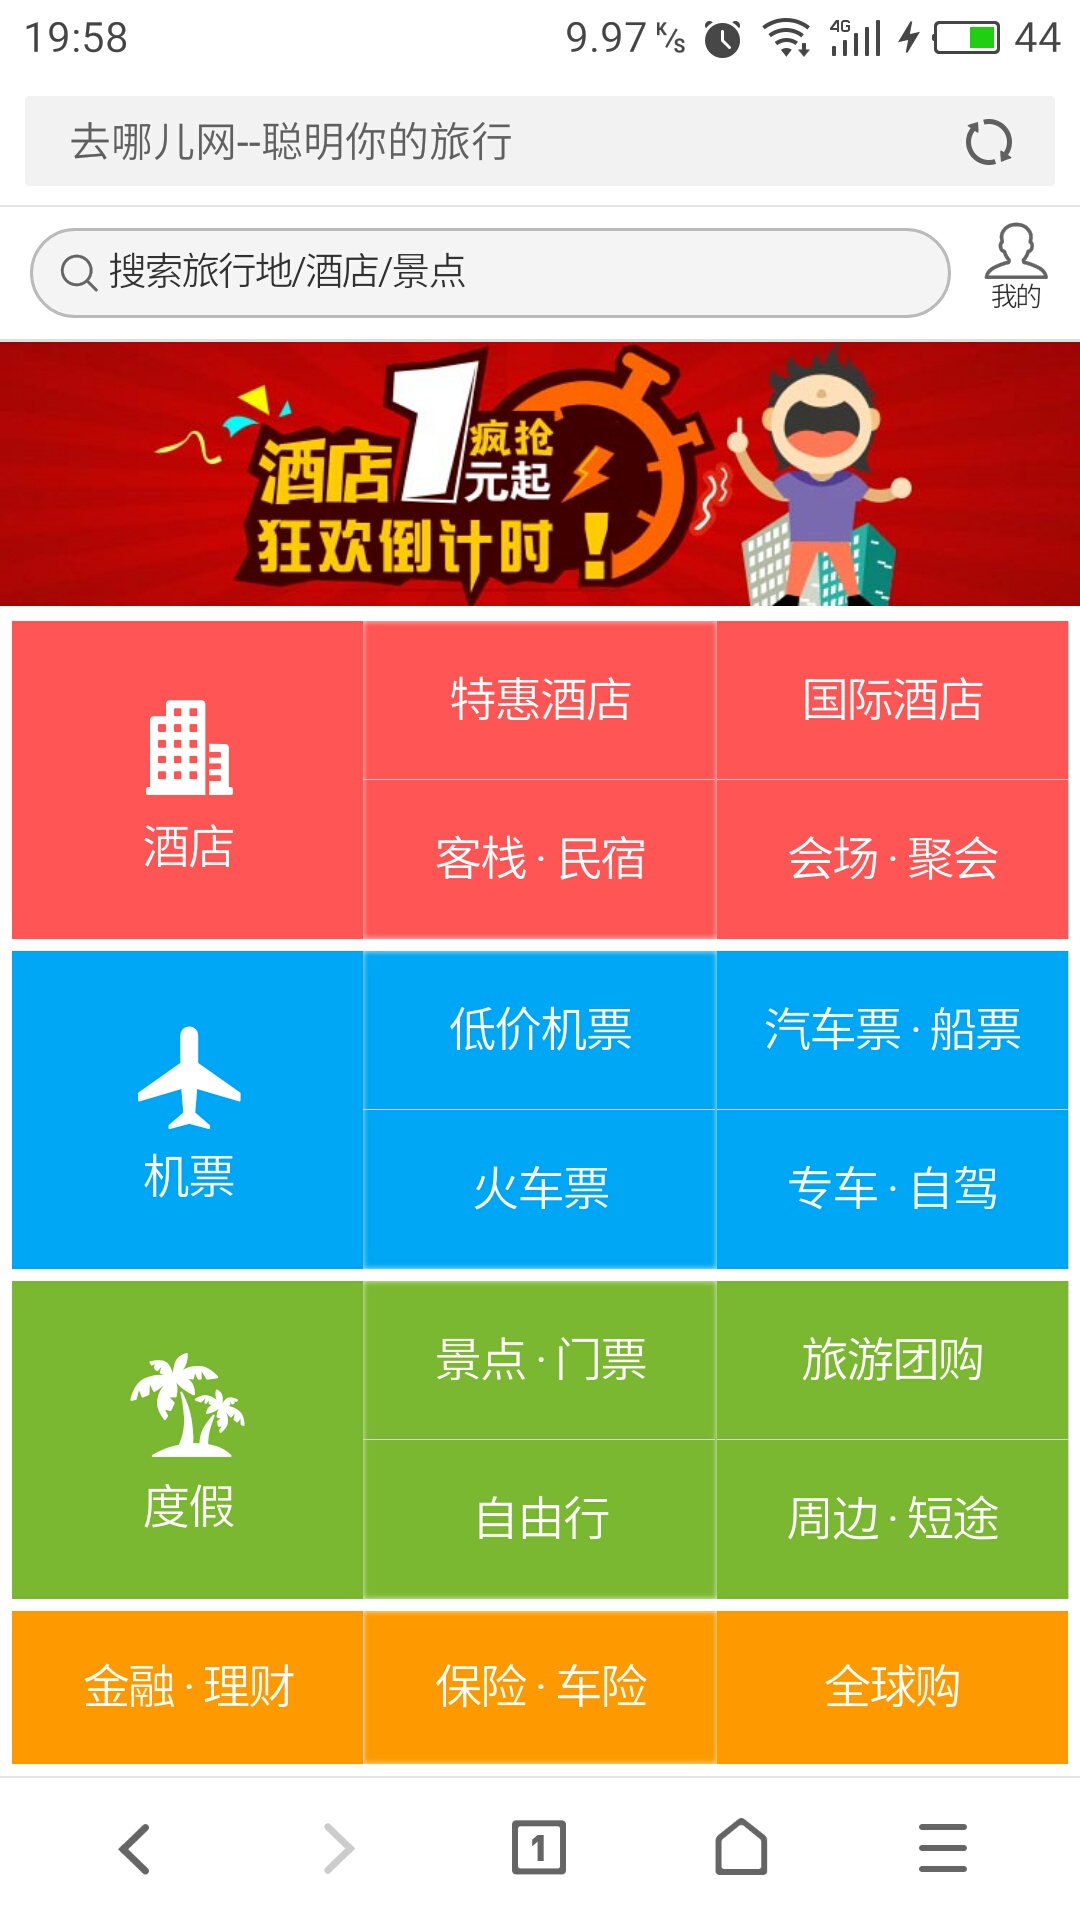 19:58 9.97 K/s 4G 44
去哪儿网--聪明你的旅行
搜索旅行地/酒店/景点
我的
酒店1元起疯抢
狂欢倒计时!
酒店
特惠酒店 国际酒店
客栈·民宿 会场·聚会
机票
低价机票 汽车票·船票
火车票 专车·自驾
度假
景点·门票 旅游团购
自由行 周边·短途
金融·理财 保险·车险 全球购
1